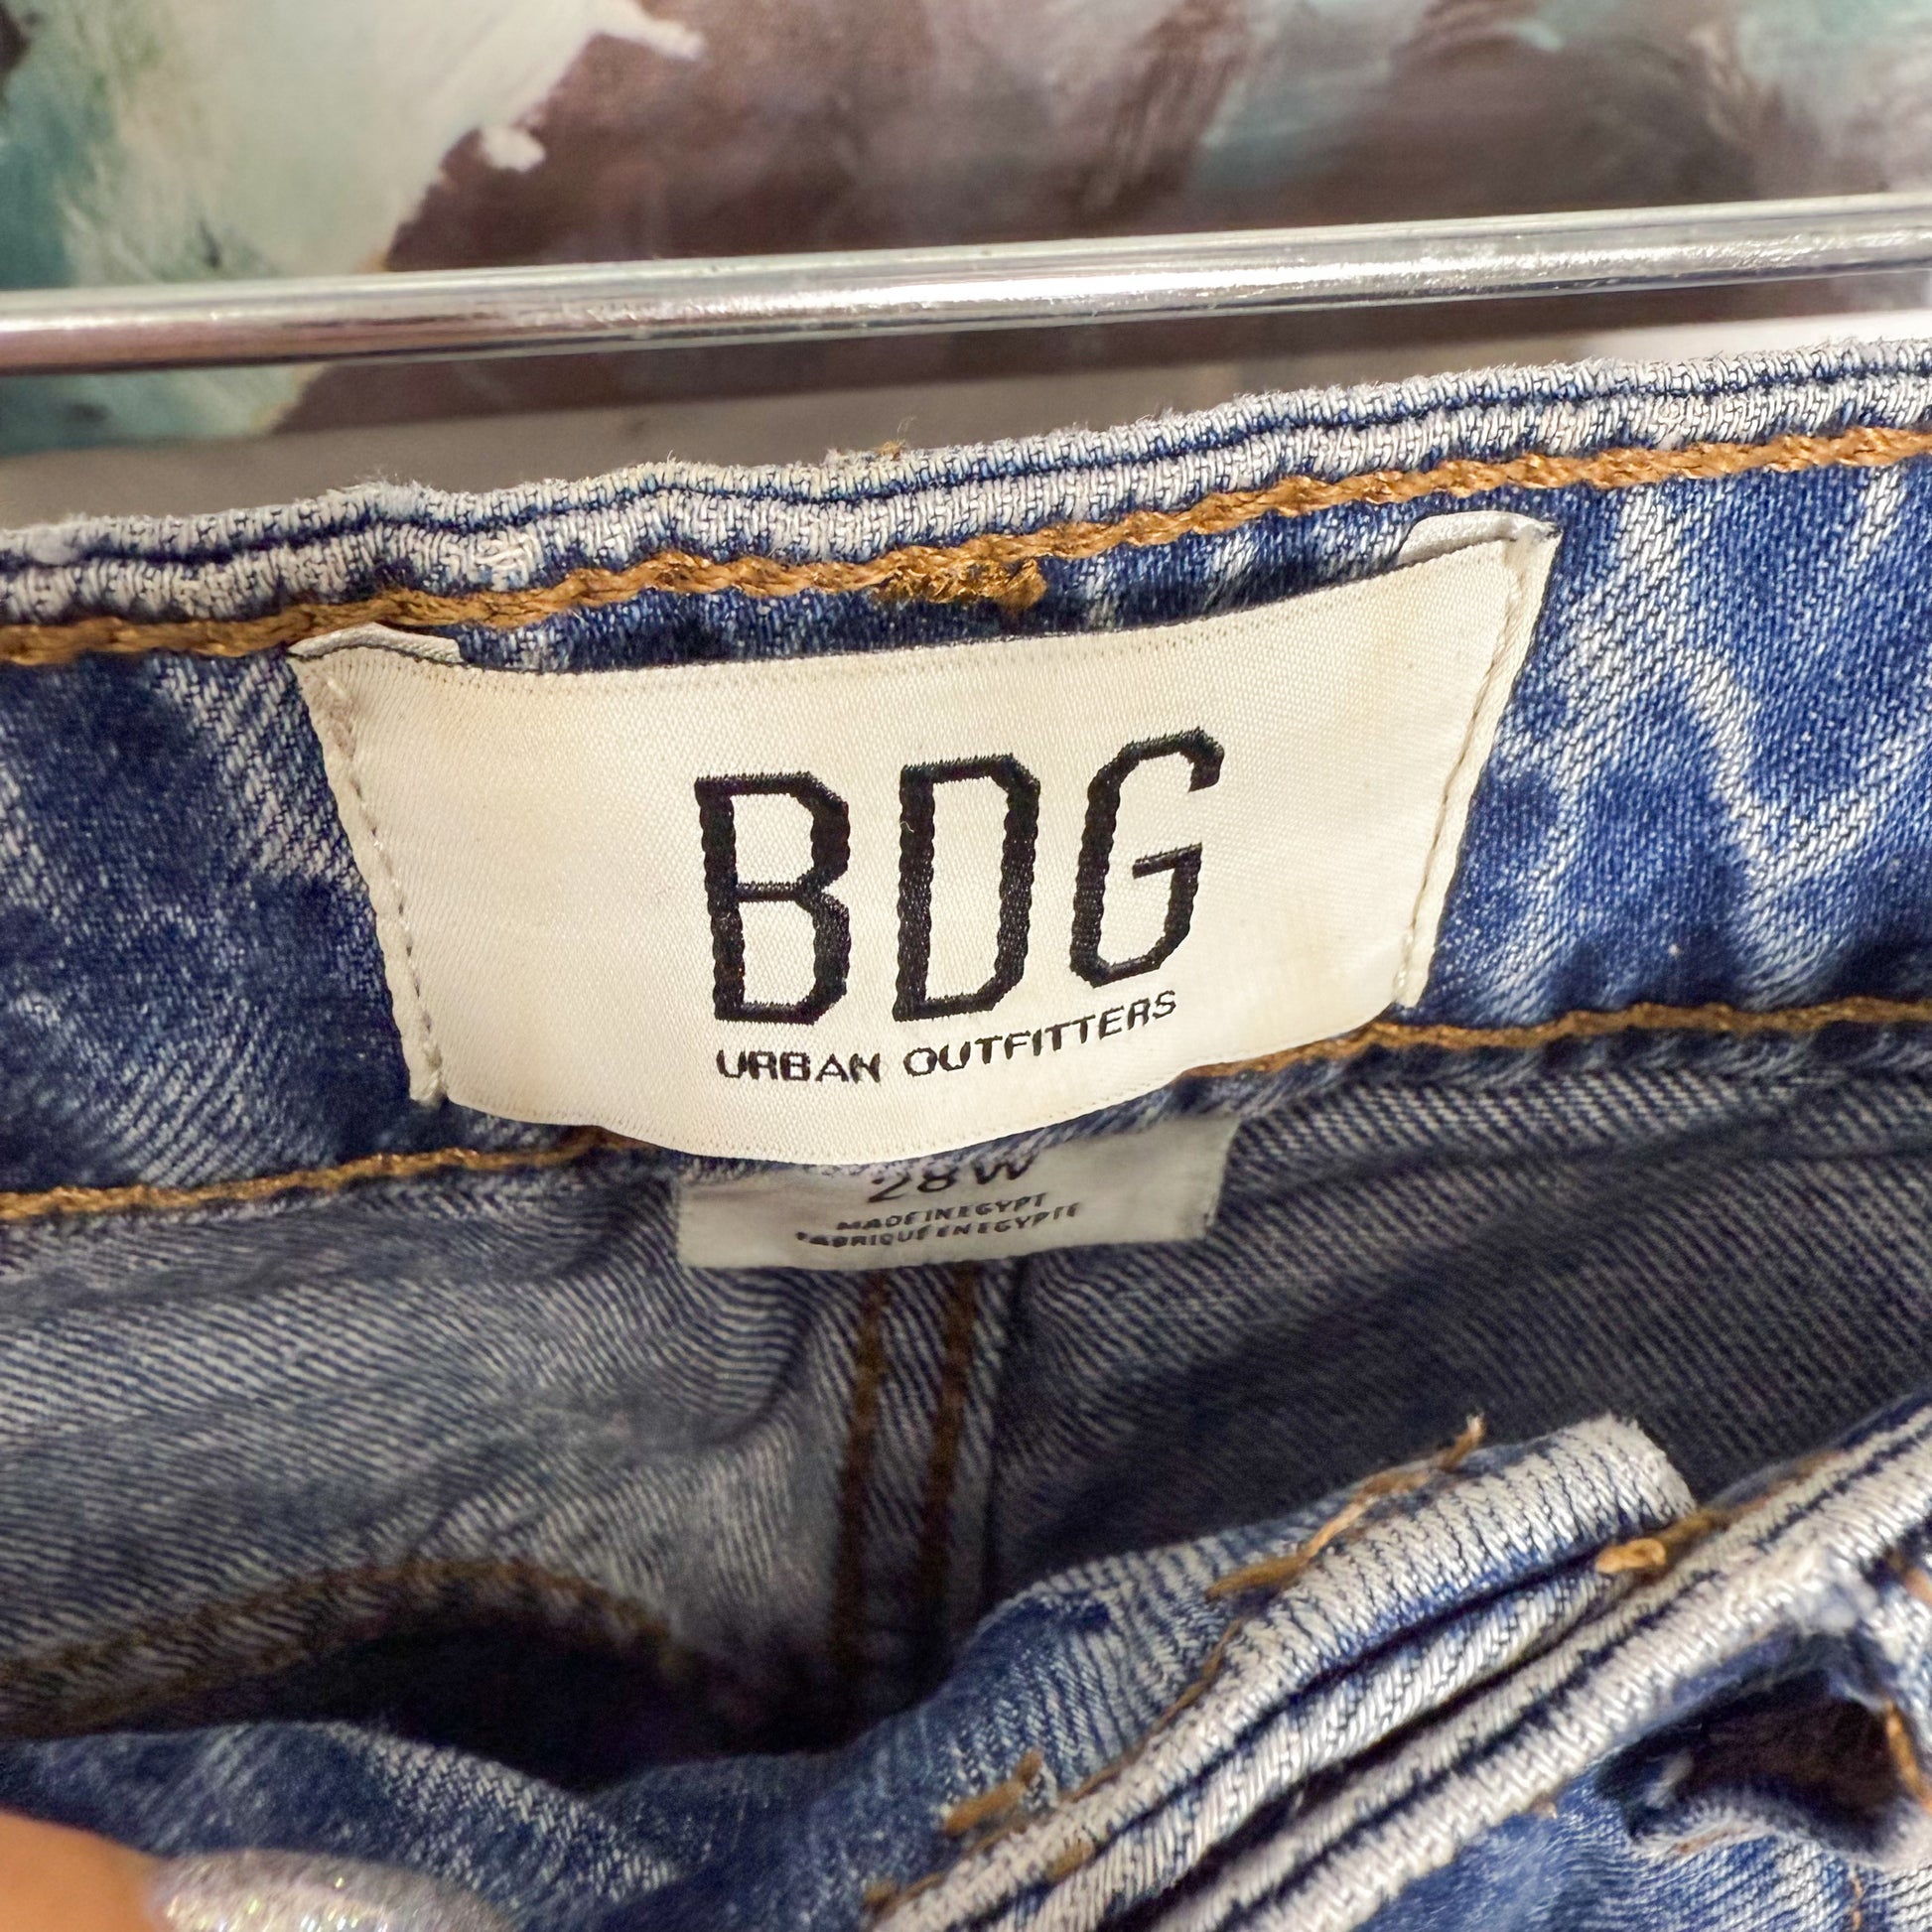 BDG
URBAN OUTFITTERS
28W
MADE IN EGYPT
FABRIQUÉ EN EGYPTE